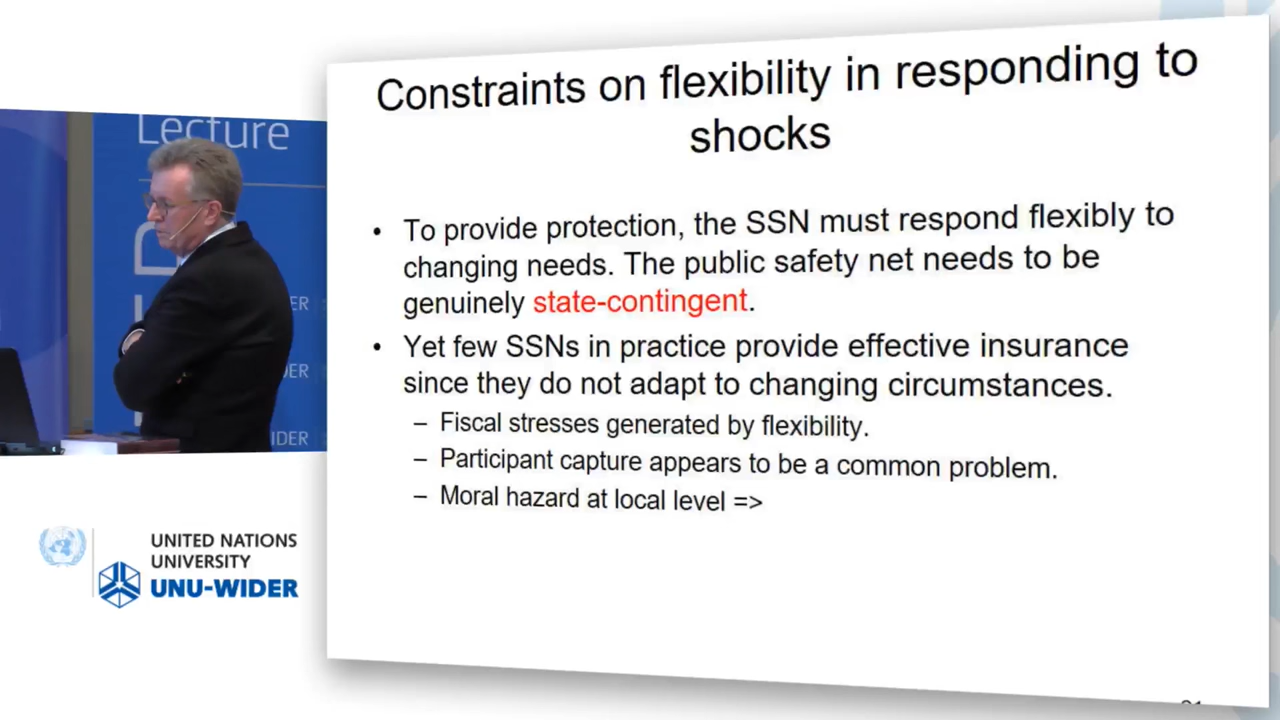 Lecture
ER
DER
IDER
UNITED NATIONS
UNIVERSITY
UNU-WIDER
Constraints on flexibility in responding to
shocks
• To provide protection, the SSN must respond flexibly to
changing needs. The public safety net needs to be
genuinely state-contingent.
• Yet few SSNs in practice provide effective insurance
since they do not adapt to changing circumstances.
– Fiscal stresses generated by flexibility.
– Participant capture appears to be a common problem.
– Moral hazard at local level =>